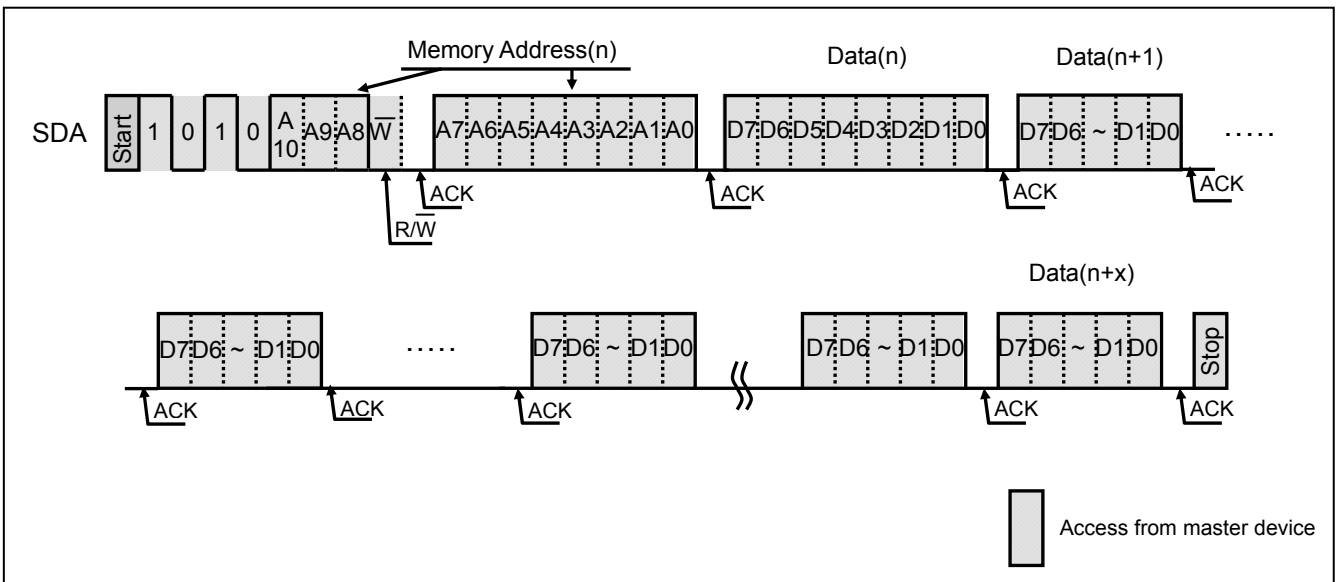 Memory Address(n) Data(n) Data(n+1)
SDA Start 1 0 1 0 A10 A9 A8 W̅ A7 A6 A5 A4 A3 A2 A1 A0 D7 D6 D5 D4 D3 D2 D1 D0 D7 D6 ~ D1 D0 .....
ACK ACK ACK ACK
R/W̅
Data(n+x)
D7 D6 ~ D1 D0 ..... D7 D6 ~ D1 D0 D7 D6 ~ D1 D0 D7 D6 ~ D1 D0 Stop
ACK ACK ACK ACK ACK
Access from master device